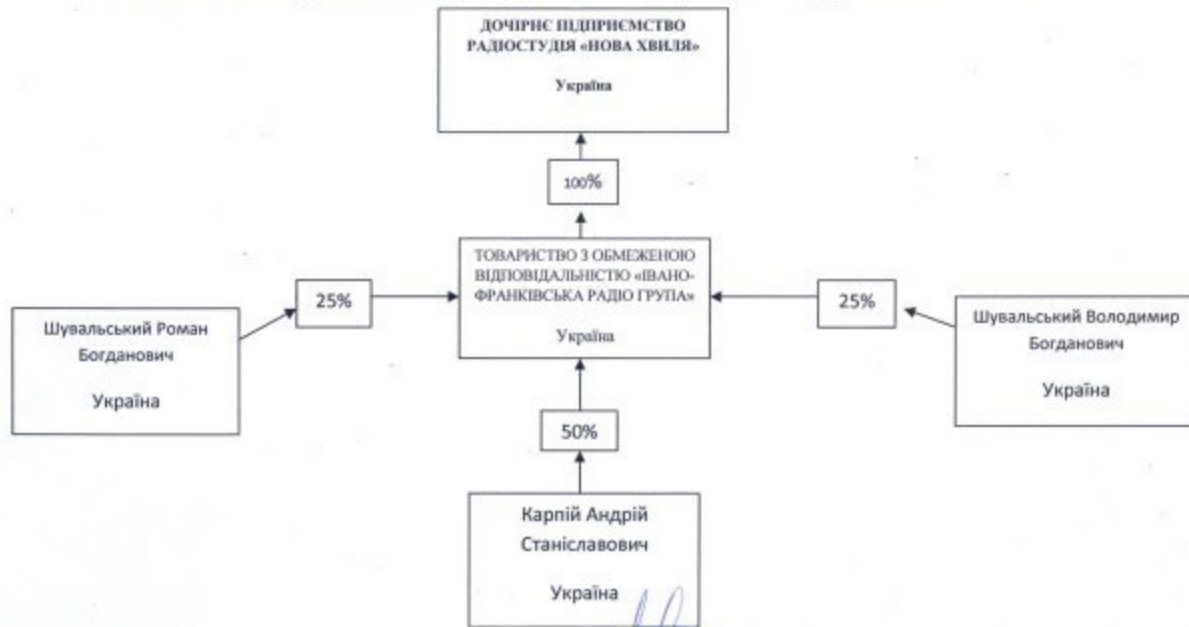 ДОЧІРНЄ ПІДПРИЄМСТВО
РАДІОСТУДІЯ «НОВА ХВИЛЯ»
Україна
100%
ТОВАРИСТВО З ОБМЕЖЕНОЮ
ВІДПОВІДАЛЬНІСТЮ «ІВАНО-
ФРАНКІВСЬКА РАДІО ГРУПА»
Україна
25%
25%
Шувальський Роман
Богданович
Україна
Шувальський Володимир
Богданович
Україна
50%
Карпій Андрій
Станіславович
Україна